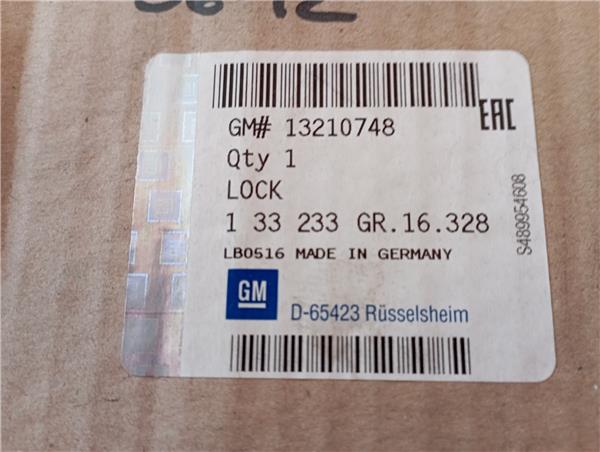 GM# 13210748
EAC
Qty 1
LOCK
1 33 233 GR.16.328
LB0516 MADE IN GERMANY
GM
D-65423 Rüsselsheim
S489954608